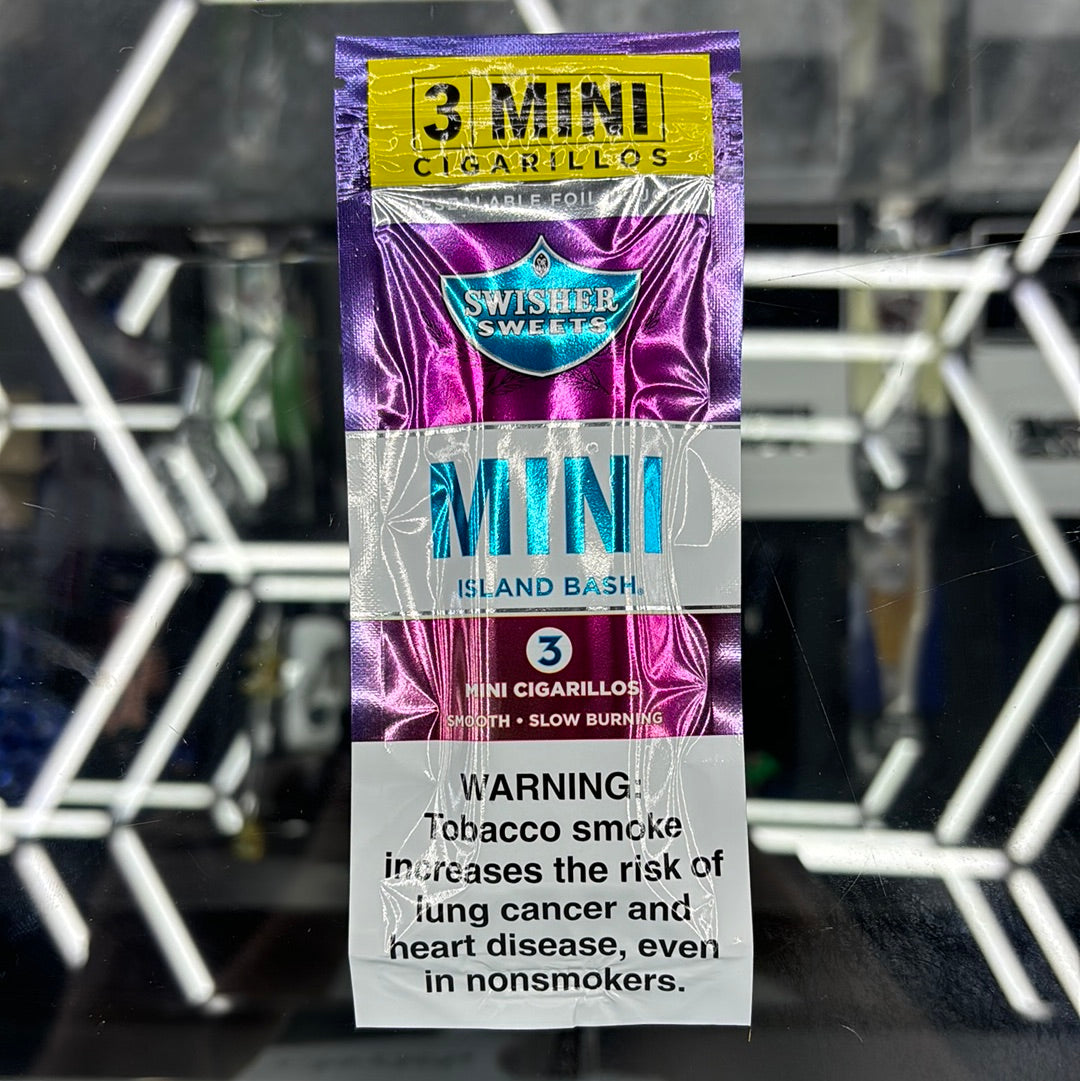 3 MINI
CIGARILLOS
RESEALABLE FOIL
SWISHER
SWEETS
MINI
ISLAND BASH®
3
MINI CIGARILLOS
SMOOTH • SLOW BURNING
WARNING:
Tobacco smoke
increases the risk of
lung cancer and
heart disease, even
in nonsmokers.